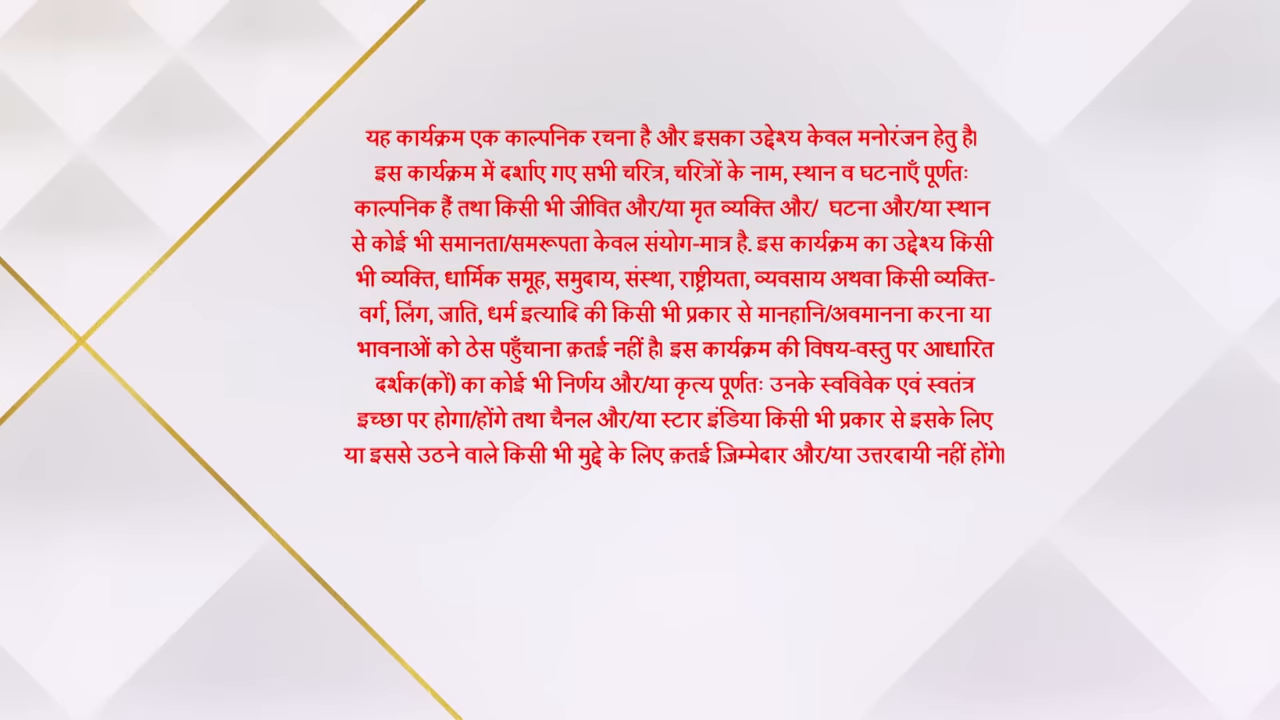 यह कार्यक्रम एक काल्पनिक रचना है और इसका उद्देश्य केवल मनोरंजन हेतु है।
इस कार्यक्रम में दर्शाए गए सभी चरित्र, चरित्रों के नाम, स्थान व घटनाएँ पूर्णतः
काल्पनिक हैं तथा किसी भी जीवित और/या मृत व्यक्ति और/ घटना और/या स्थान
से कोई भी समानता/समरूपता केवल संयोग-मात्र है. इस कार्यक्रम का उद्देश्य किसी
भी व्यक्ति, धार्मिक समूह, समुदाय, संस्था, राष्ट्रीयता, व्यवसाय अथवा किसी व्यक्ति-
वर्ग, लिंग, जाति, धर्म इत्यादि की किसी भी प्रकार से मानहानि/अवमानना करना या
भावनाओं को ठेस पहुँचाना क़तई नहीं है। इस कार्यक्रम की विषय-वस्तु पर आधारित
दर्शक(कों) का कोई भी निर्णय और/या कृत्य पूर्णतः उनके स्वविवेक एवं स्वतंत्र
इच्छा पर होगा/होंगे तथा चैनल और/या स्टार इंडिया किसी भी प्रकार से इसके लिए
या इससे उठने वाले किसी भी मुद्दे के लिए क़तई ज़िम्मेदार और/या उत्तरदायी नहीं होंगे।